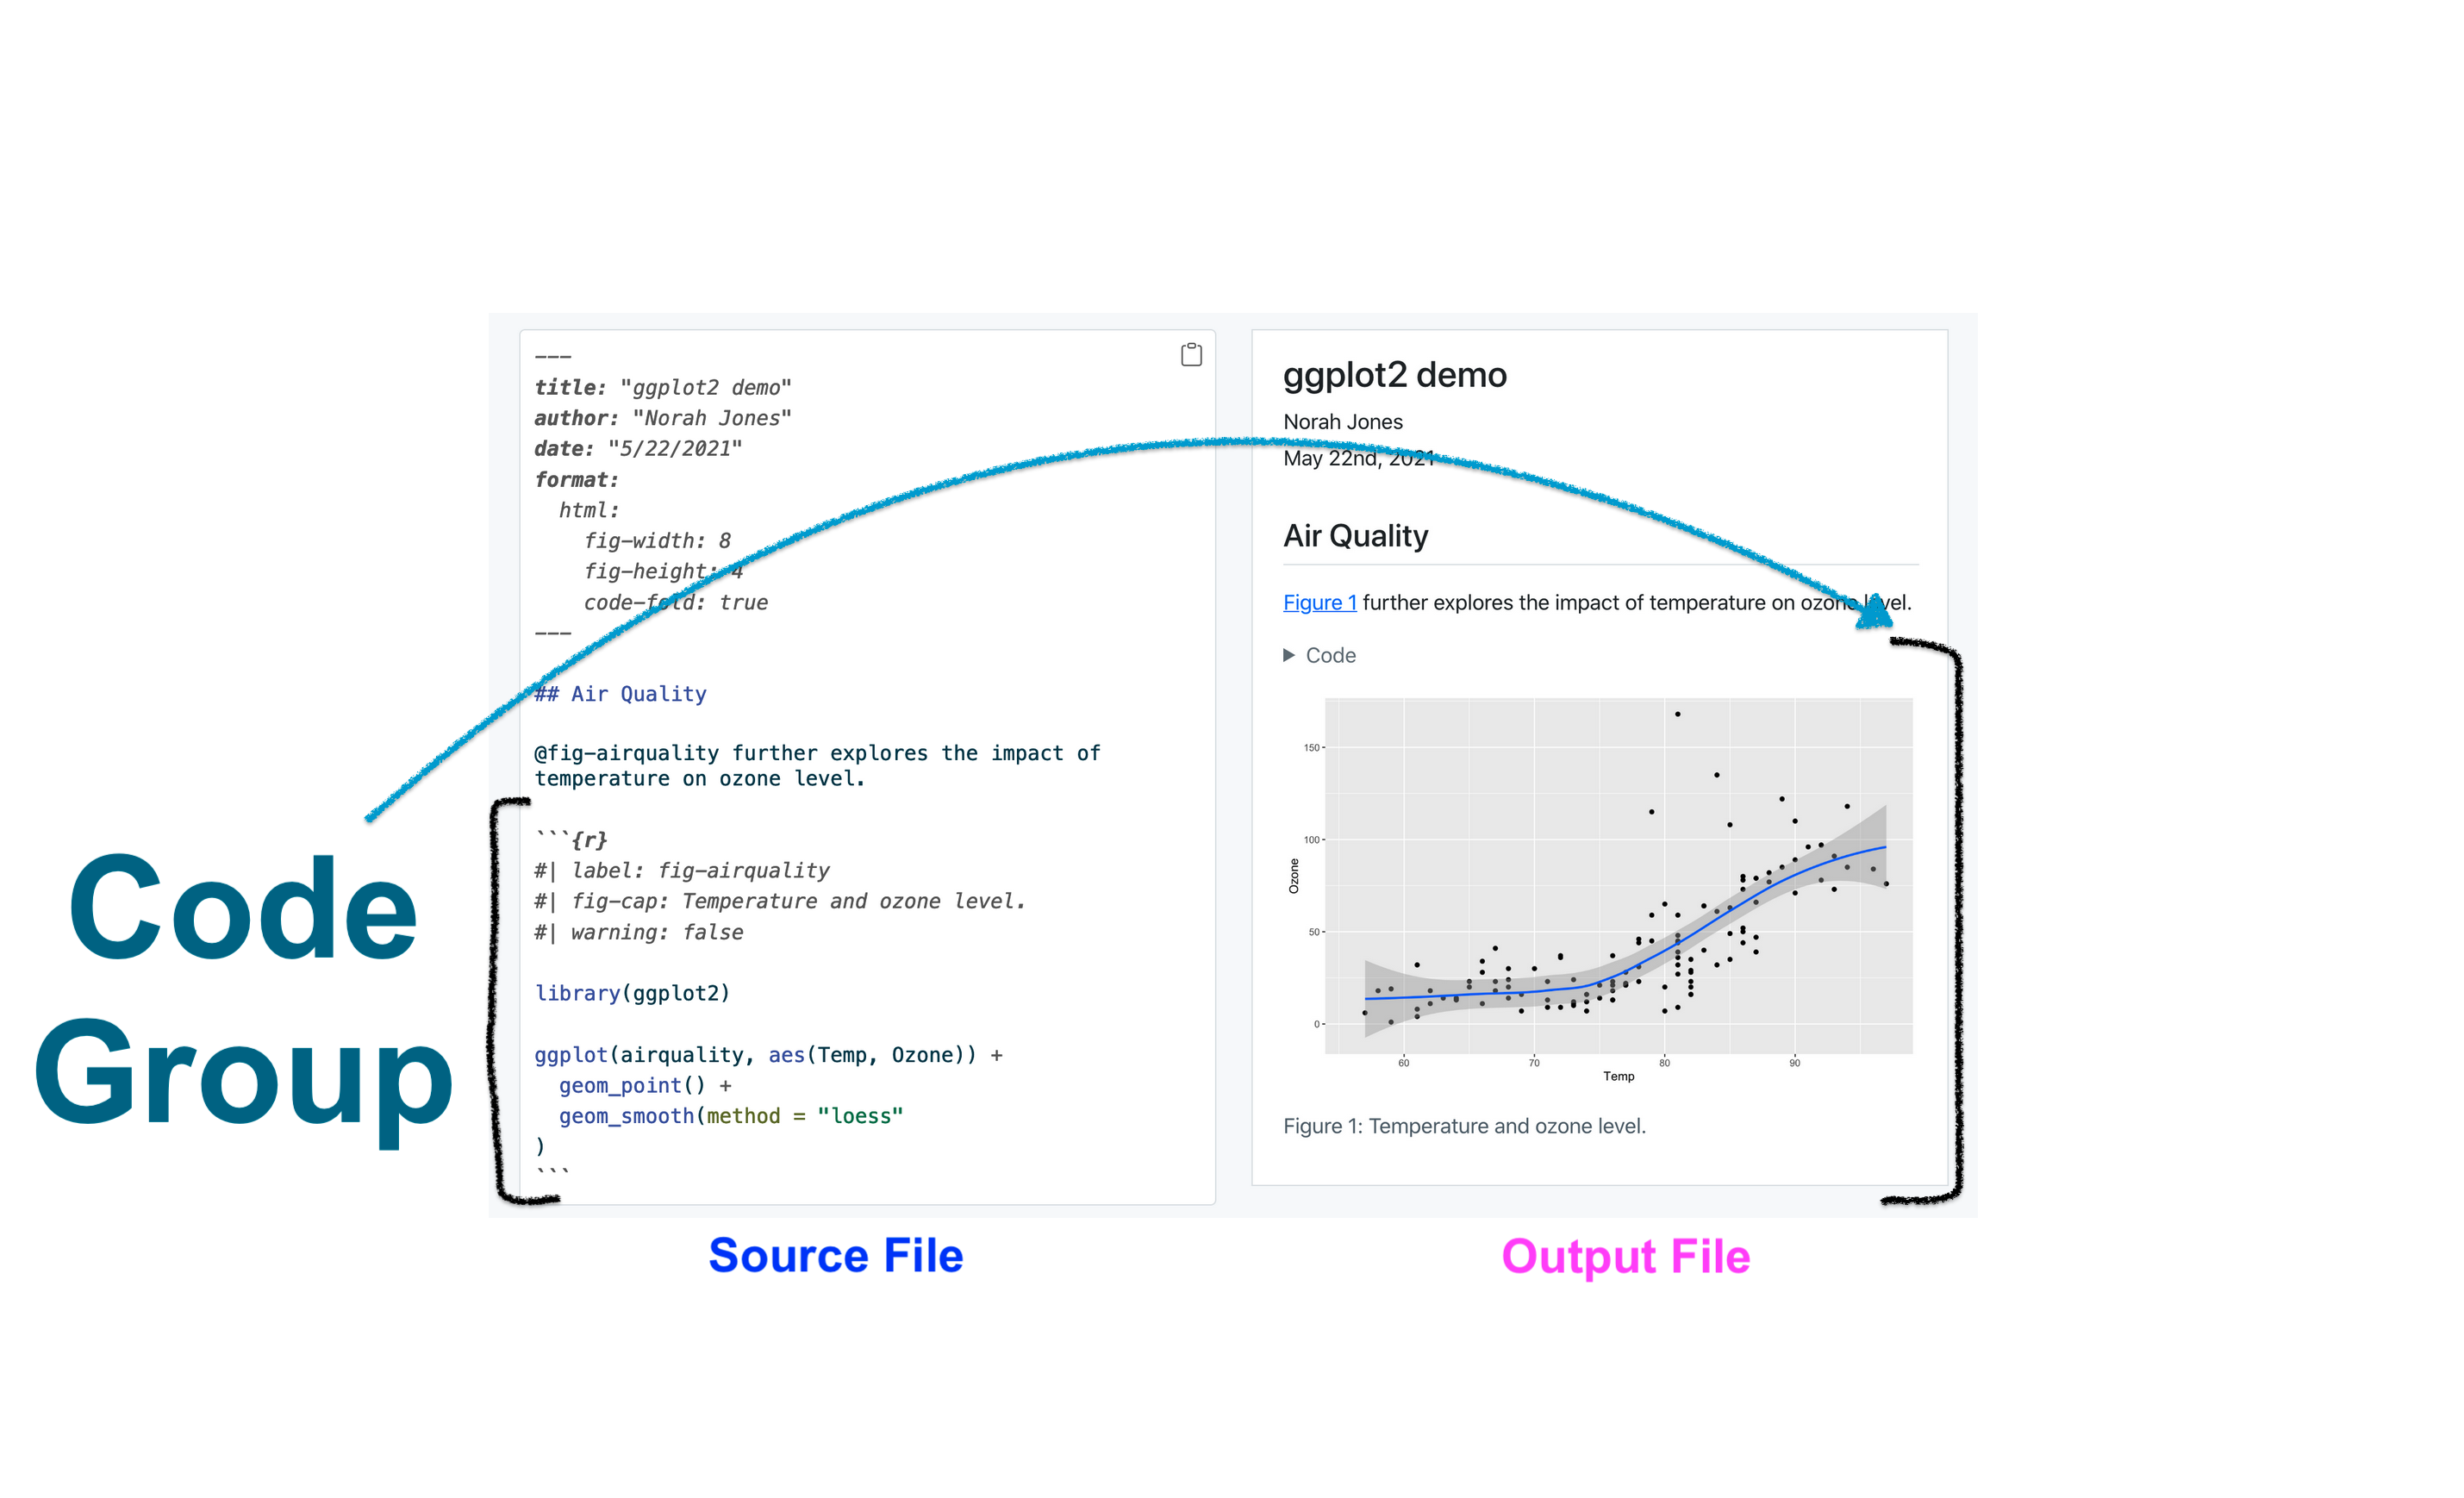 Code
Group
---
title: "ggplot2 demo"
author: "Norah Jones"
date: "5/22/2021"
format:
  html:
    fig-width: 8
    fig-height: 4
    code-fold: true
---
## Air Quality
@fig-airquality further explores the impact of
temperature on ozone level.
```{r}
#| label: fig-airquality
#| fig-cap: Temperature and ozone level.
#| warning: false
library(ggplot2)
ggplot(airquality, aes(Temp, Ozone)) +
  geom_point() +
  geom_smooth(method = "loess"
)
```
Source File
ggplot2 demo
Norah Jones
May 22nd, 2021
Air Quality
Figure 1 further explores the impact of temperature on ozone level.
▶ Code
150
100
50
0
Ozone
60 70 80 90
Temp
Figure 1: Temperature and ozone level.
Output File